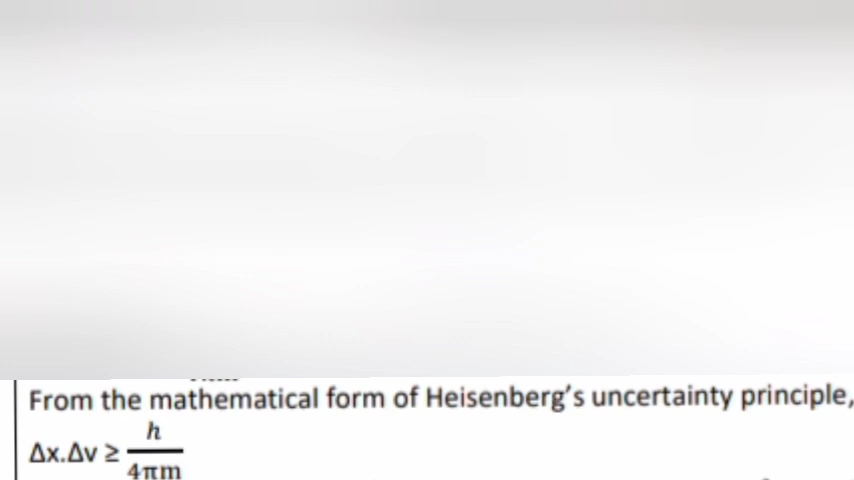 From the mathematical form of Heisenberg's uncertainty principle,
Δx.Δv ≥ h/4πm